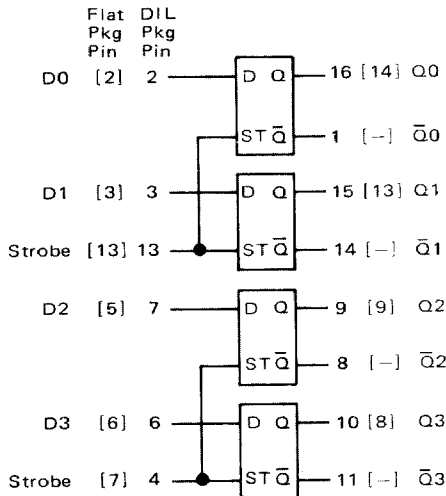 Flat DIL
Pkg Pkg
Pin Pin
D0 [2] 2 D Q 16 [14] Q0
ST Q̅ 1 [–] Q̅0
D1 [3] 3 D Q 15 [13] Q1
Strobe [13] 13 ST Q̅ 14 [–] Q̅1
D2 [5] 7 D Q 9 [9] Q2
ST Q̅ 8 [–] Q̅2
D3 [6] 6 D Q 10 [8] Q3
Strobe [7] 4 ST Q̅ 11 [–] Q̅3